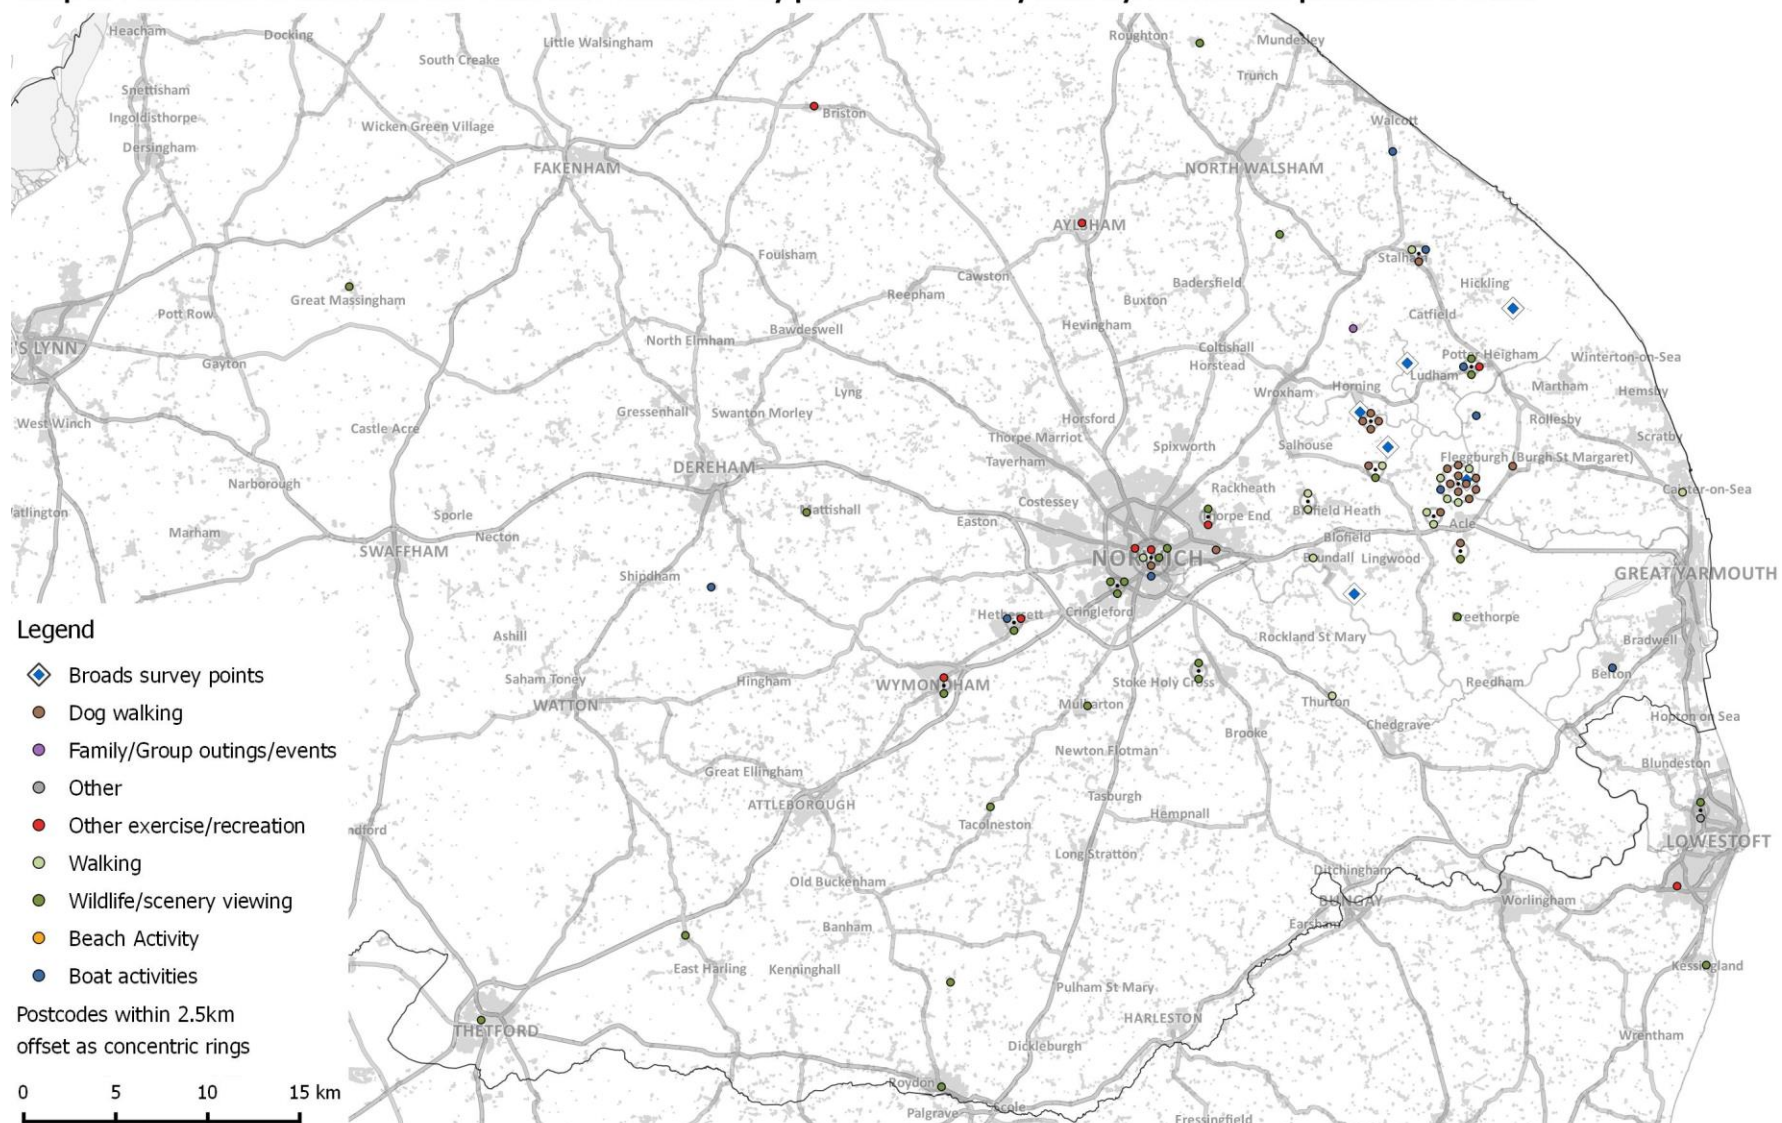 Heacham
Docking
Little Walsingham
Roughton
Mundesley
South Creake
Trunch
Snettisham
Ingoldisthorpe
Wicken Green Village
Briston
Walcott
Dersingham
FAKENHAM
NORTH WALSHAM
AYLSHAM
Foulsham
Stalham
Cawston
Badersfield
Hickling
Great Massingham
Reepham
Buxton
Pott Row
Catfield
Hevingham
Bawdeswell
'S LYNN
North Elmham
Coltishall
Potter Heigham
Winterton-on-Sea
Gayton
Horstead
Ludham
Wroxham
Horning
Martham
Hemsby
Lyng
Gressenhall
Swanton Morley
Horsford
Rollesby
West Winch
Castle Acre
Thorpe Marriot
Spixworth
Salhouse
Scratby
Taverham
Fleggburgh (Burgh St Margaret)
DEREHAM
Narborough
Rackheath
Caister-on-Sea
Costessey
atlington
Sporle
Mattishall
Thorpe End
Blofield Heath
Easton
Acle
Marham
Necton
Blofield
SWAFFHAM
NORWICH
Brundall
Lingwood
Shipdham
GREAT YARMOUTH
Hethersett
Cringleford
Freethorpe
Legend
Ashill
Rockland St Mary
Bradwell
Broads survey points
Saham Toney
Hingham
WYMONDHAM
Stoke Holy Cross
Reedham
Belton
Dog walking
WATTON
Mulbarton
Thurton
Hopton on Sea
Chedgrave
Family/Group outings/events
Newton Flotman
Brooke
Blundeston
Great Ellingham
Other
ATTLEBOROUGH
Tasburgh
Hempnall
Other exercise/recreation
ndford
Tacolneston
LOWESTOFT
Walking
Long Stratton
Ditchingham
Old Buckenham
Wildlife/scenery viewing
BUNGAY
Worlingham
Earsham
Banham
Beach Activity
East Harling
Kenninghall
Kessingland
Boat activities
Pulham St Mary
Postcodes within 2.5km
HARLESTON
THETFORD
Wrentham
offset as concentric rings
Dickleburgh
Roydon
0 5 10 15 km
Palgrave
Scole
Fressingfield